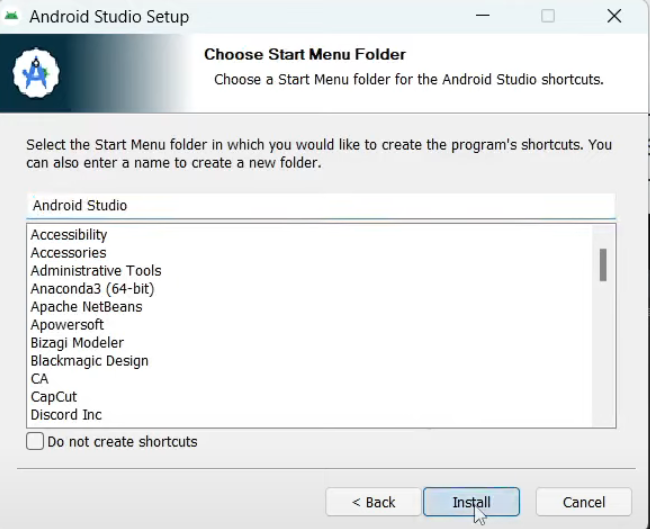 Android Studio Setup
Choose Start Menu Folder
Choose a Start Menu folder for the Android Studio shortcuts.
Select the Start Menu folder in which you would like to create the program's shortcuts. You
can also enter a name to create a new folder.
Android Studio
Accessibility
Accessories
Administrative Tools
Anaconda3 (64-bit)
Apache NetBeans
Apowersoft
Bizagi Modeler
Blackmagic Design
CA
CapCut
Discord Inc
Do not create shortcuts
< Back
Install
Cancel